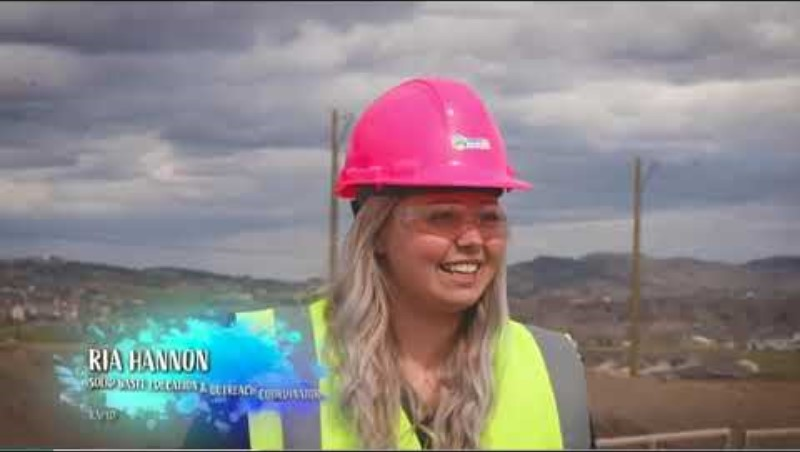 RIA HANNON
SOLID WASTE EDUCATION & OUTREACH COORDINATOR